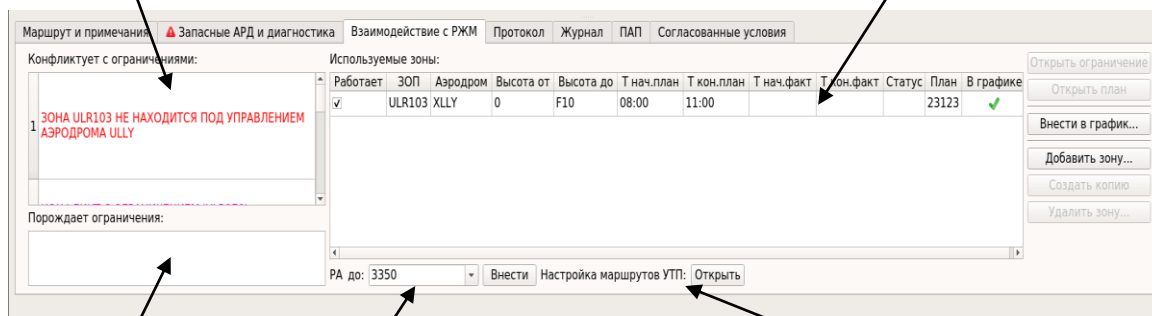 Маршрут и примечания Запасные АРД и диагностика Взаимодействие с РЖМ Протокол Журнал ПАП Согласованные условия
Конфликтует с ограничениями:
1 ЗОНА ULR103 НЕ НАХОДИТСЯ ПОД УПРАВЛЕНИЕМ
АЭРОДРОМА ULLY
Порождает ограничения:
Используемые зоны:
Работает ЗОП Аэродром Высота от Высота до Т нач.план Т кон.план Т нач.факт Т кон.факт Статус План В графике
ULR103 XLLY 0 F10 08:00 11:00 23123
РА до: 3350 Внести Настройка маршрутов УТП: Открыть
Открыть ограничение
Открыть план
Внести в график...
Добавить зону...
Создать копию
Удалить зону...